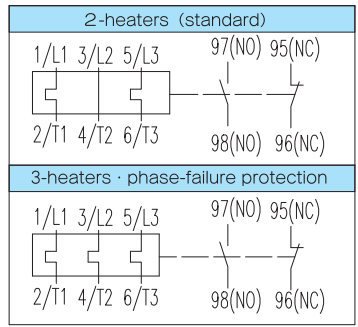 2-heaters (standard)
1/L1 3/L2 5/L3 97(NO) 95(NC)
2/T1 4/T2 6/T3 98(NO) 96(NC)
3-heaters · phase-failure protection
1/L1 3/L2 5/L3 97(NO) 95(NC)
2/T1 4/T2 6/T3 98(NO) 96(NC)